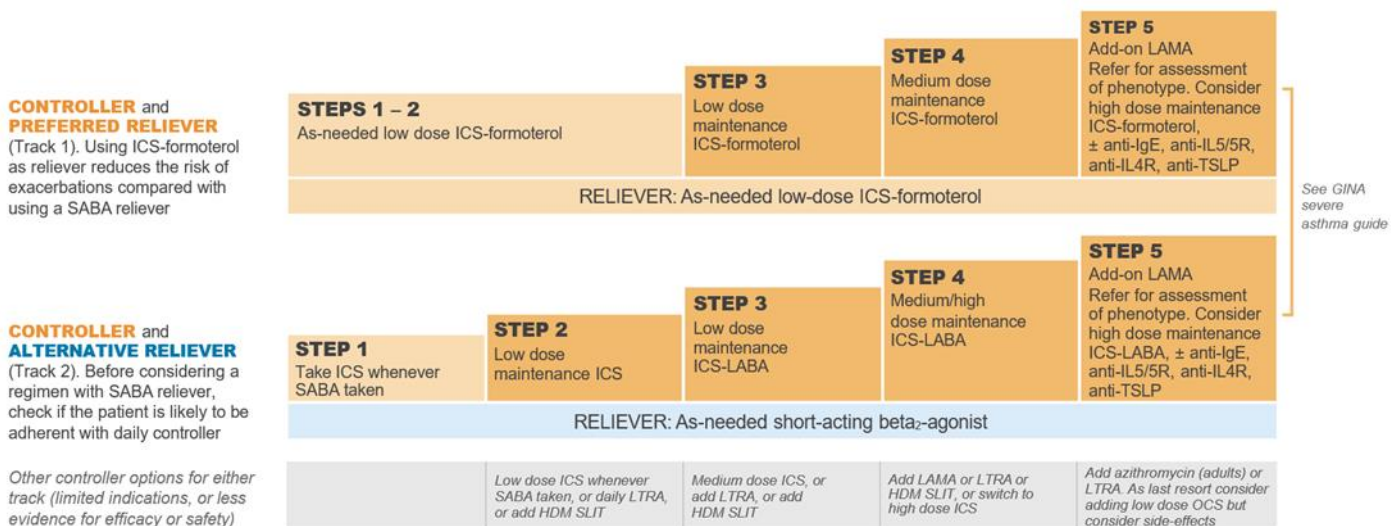 CONTROLLER and
PREFERRED RELIEVER
(Track 1). Using ICS-formoterol
as reliever reduces the risk of
exacerbations compared with
using a SABA reliever
STEPS 1 – 2
As-needed low dose ICS-formoterol
STEP 3
Low dose
maintenance
ICS-formoterol
STEP 4
Medium dose
maintenance
ICS-formoterol
STEP 5
Add-on LAMA
Refer for assessment
of phenotype. Consider
high dose maintenance
ICS-formoterol,
± anti-IgE, anti-IL5/5R,
anti-IL4R, anti-TSLP
RELIEVER: As-needed low-dose ICS-formoterol
See GINA
severe
asthma guide
CONTROLLER and
ALTERNATIVE RELIEVER
(Track 2). Before considering a
regimen with SABA reliever,
check if the patient is likely to be
adherent with daily controller
STEP 1
Take ICS whenever
SABA taken
STEP 2
Low dose
maintenance ICS
STEP 3
Low dose
maintenance
ICS-LABA
STEP 4
Medium/high
dose maintenance
ICS-LABA
STEP 5
Add-on LAMA
Refer for assessment
of phenotype. Consider
high dose maintenance
ICS-LABA, ± anti-IgE,
anti-IL5/5R, anti-IL4R,
anti-TSLP
RELIEVER: As-needed short-acting beta₂-agonist
Other controller options for either
track (limited indications, or less
evidence for efficacy or safety)
Low dose ICS whenever
SABA taken, or daily LTRA,
or add HDM SLIT
Medium dose ICS, or
add LTRA, or add
HDM SLIT
Add LAMA or LTRA or
HDM SLIT, or switch to
high dose ICS
Add azithromycin (adults) or
LTRA. As last resort consider
adding low dose OCS but
consider side-effects